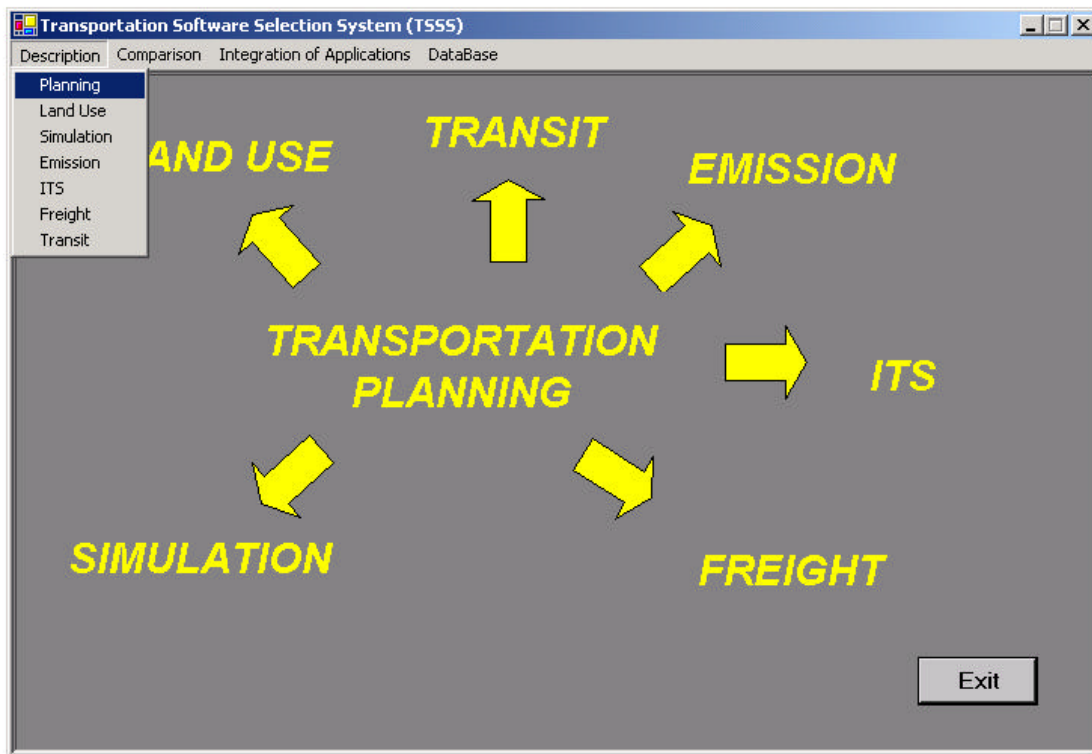 Transportation Software Selection System (TSSS)
Description Comparison Integration of Applications DataBase
Planning
Land Use
Simulation
Emission
ITS
Freight
Transit
AND USE
TRANSIT
EMISSION
TRANSPORTATION
PLANNING
ITS
SIMULATION
FREIGHT
Exit